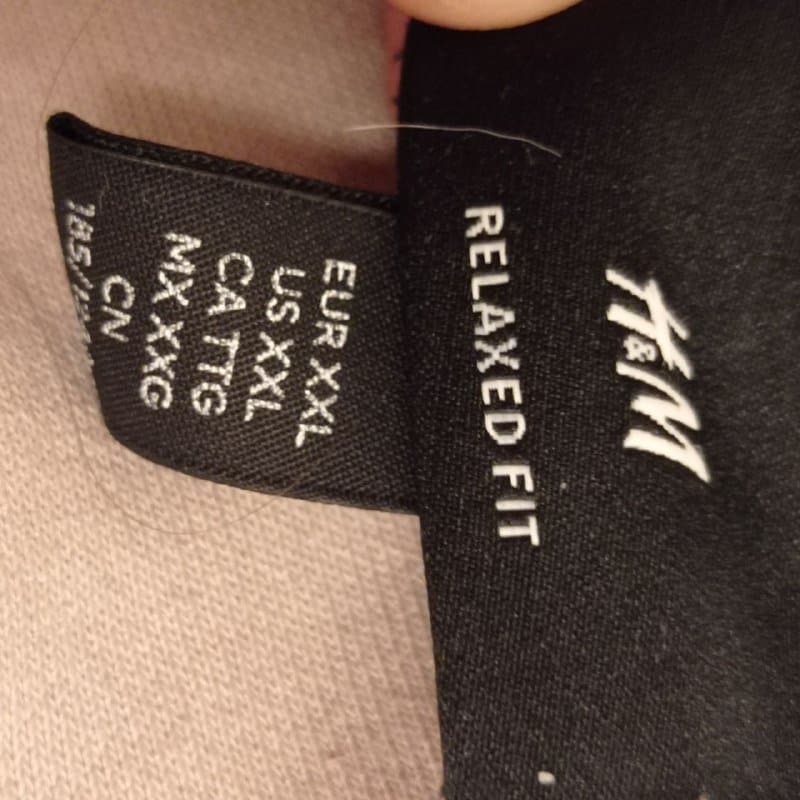 H&M
RELAXED FIT
EUR XXL
US XXL
CA TTG
MX XXG
CN